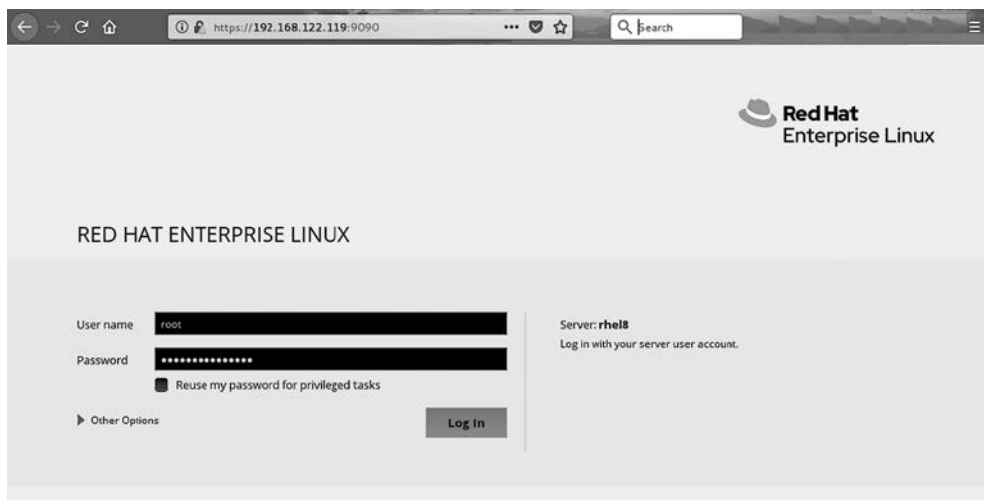 https://192.168.122.119:9090
Search
Red Hat
Enterprise Linux
RED HAT ENTERPRISE LINUX
User name
root
Server: rhel8
Log in with your server user account.
Password
•••••••••••••••
Reuse my password for privileged tasks
Other Options
Log In